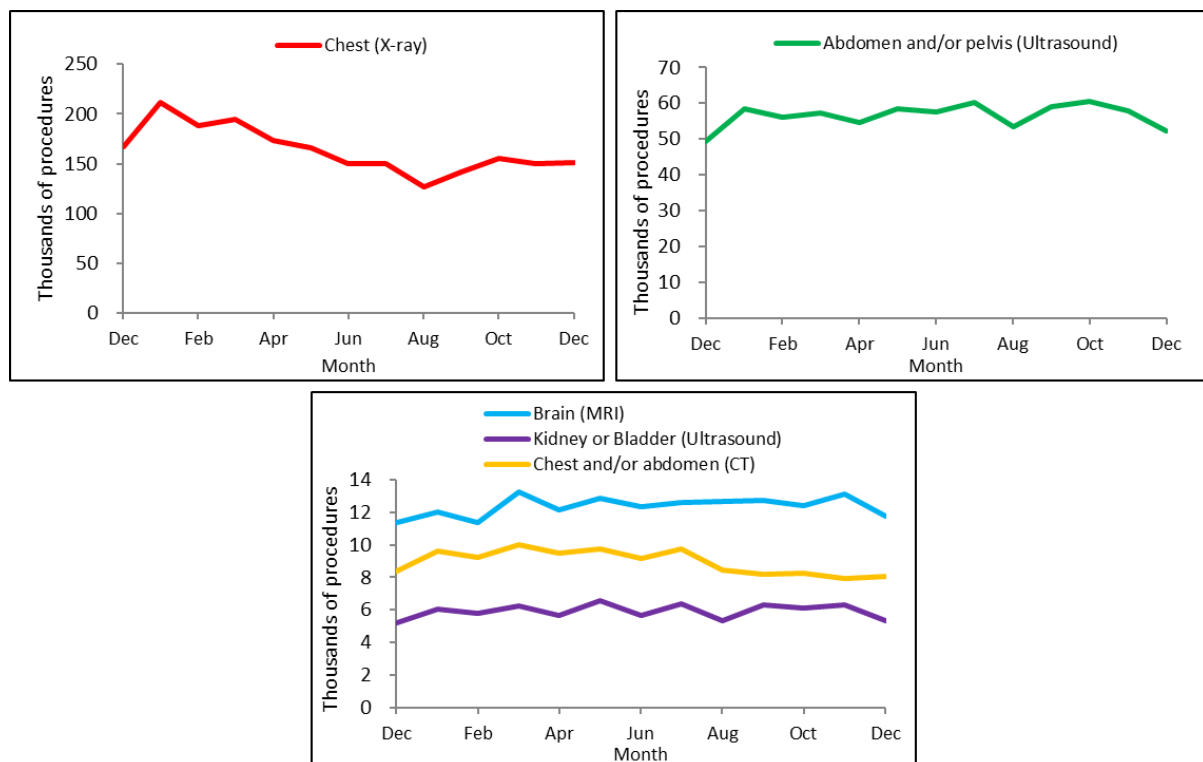 Chest (X-ray)
250
200
150
100
50
0
Thousands of procedures
Dec Feb Apr Jun Aug Oct Dec
Month
Abdomen and/or pelvis (Ultrasound)
70
60
50
40
30
20
10
0
Thousands of procedures
Dec Feb Apr Jun Aug Oct Dec
Month
Brain (MRI)
Kidney or Bladder (Ultrasound)
Chest and/or abdomen (CT)
14
12
10
8
6
4
2
0
Thousands of procedures
Dec Feb Apr Jun Aug Oct Dec
Month